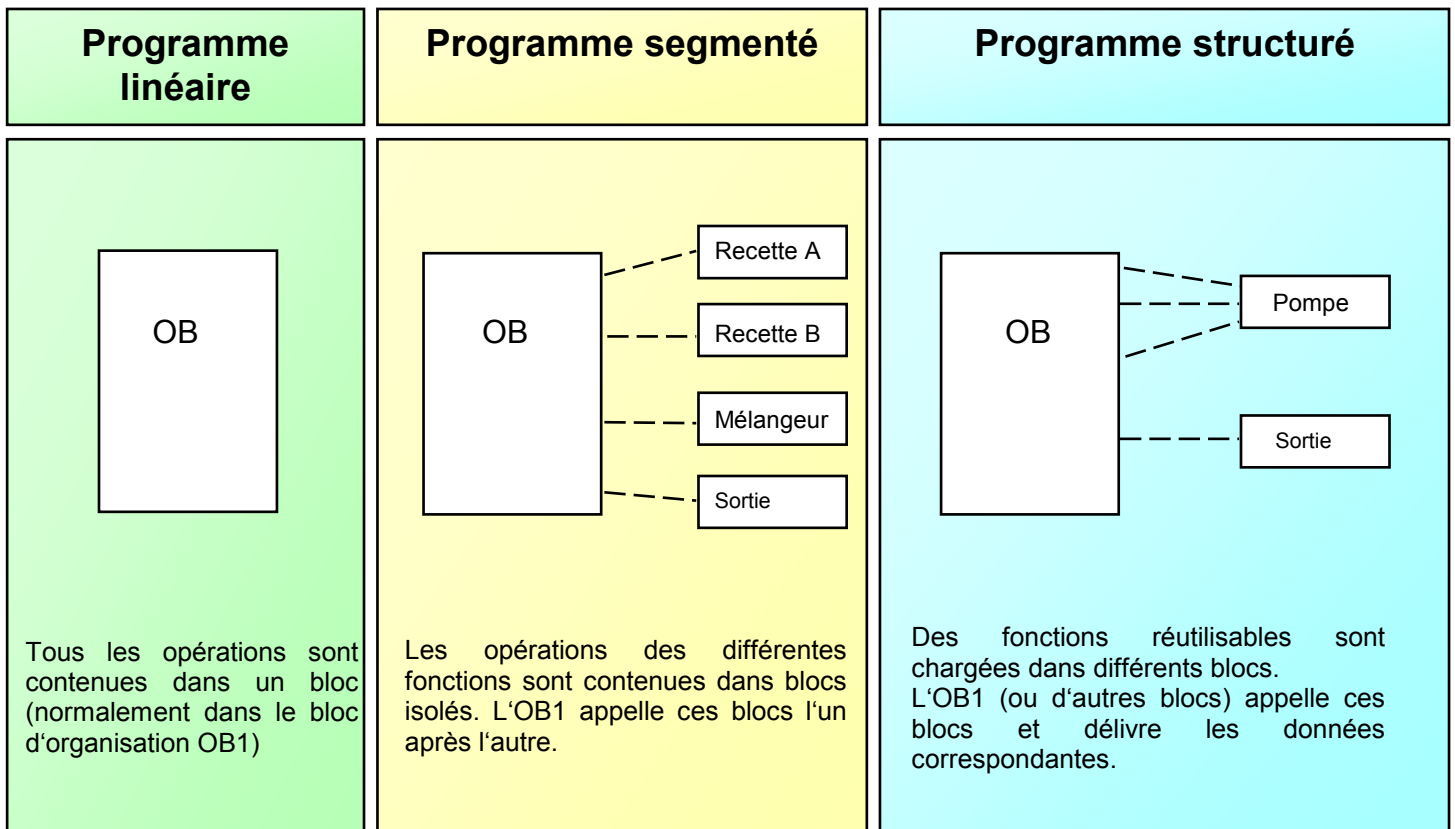 Programme
linéaire
Programme segmenté
Programme structuré
OB
OB
Recette A
Recette B
Mélangeur
Sortie
OB
Pompe
Sortie
Tous les opérations sont
contenues dans un bloc
(normalement dans le bloc
d‘organisation OB1)
Les opérations des différentes
fonctions sont contenues dans blocs
isolés. L‘OB1 appelle ces blocs l‘un
après l‘autre.
Des fonctions réutilisables sont
chargées dans différents blocs.
L‘OB1 (ou d‘autres blocs) appelle ces
blocs et délivre les données
correspondantes.